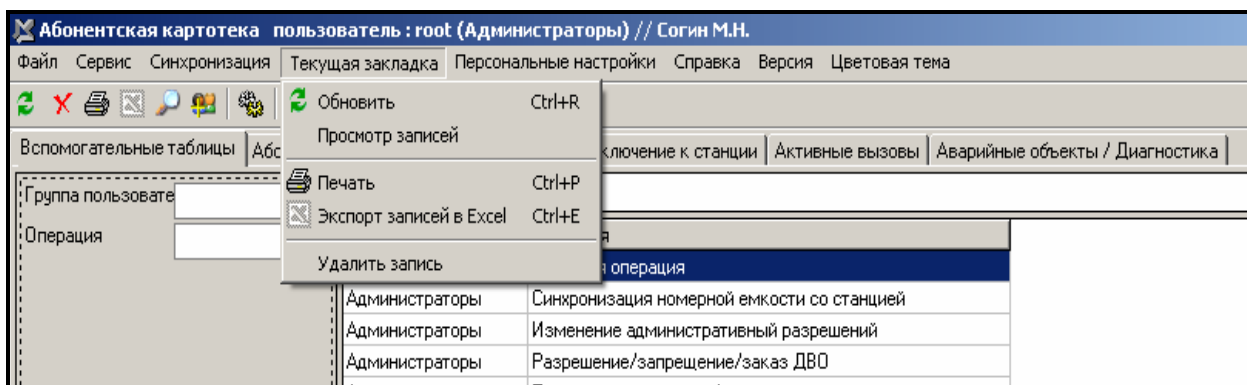 Абонентская картотека пользователь : root (Администраторы) // Согин М.Н.
Файл Сервис Синхронизация Текущая закладка Персональные настройки Справка Версия Цветовая тема
Обновить Ctrl+R
Просмотр записей
Вспомогательные таблицы Абс ключение к станции Активные вызовы Аварийные объекты / Диагностика
Печать Ctrl+P
Группа пользовате
Экспорт записей в Excel Ctrl+E
Операция я
Удалить запись я операция
Администраторы Синхронизация номерной емкости со станцией
Администраторы Изменение административный разрешений
Администраторы Разрешение/запрещение/заказ ДВО